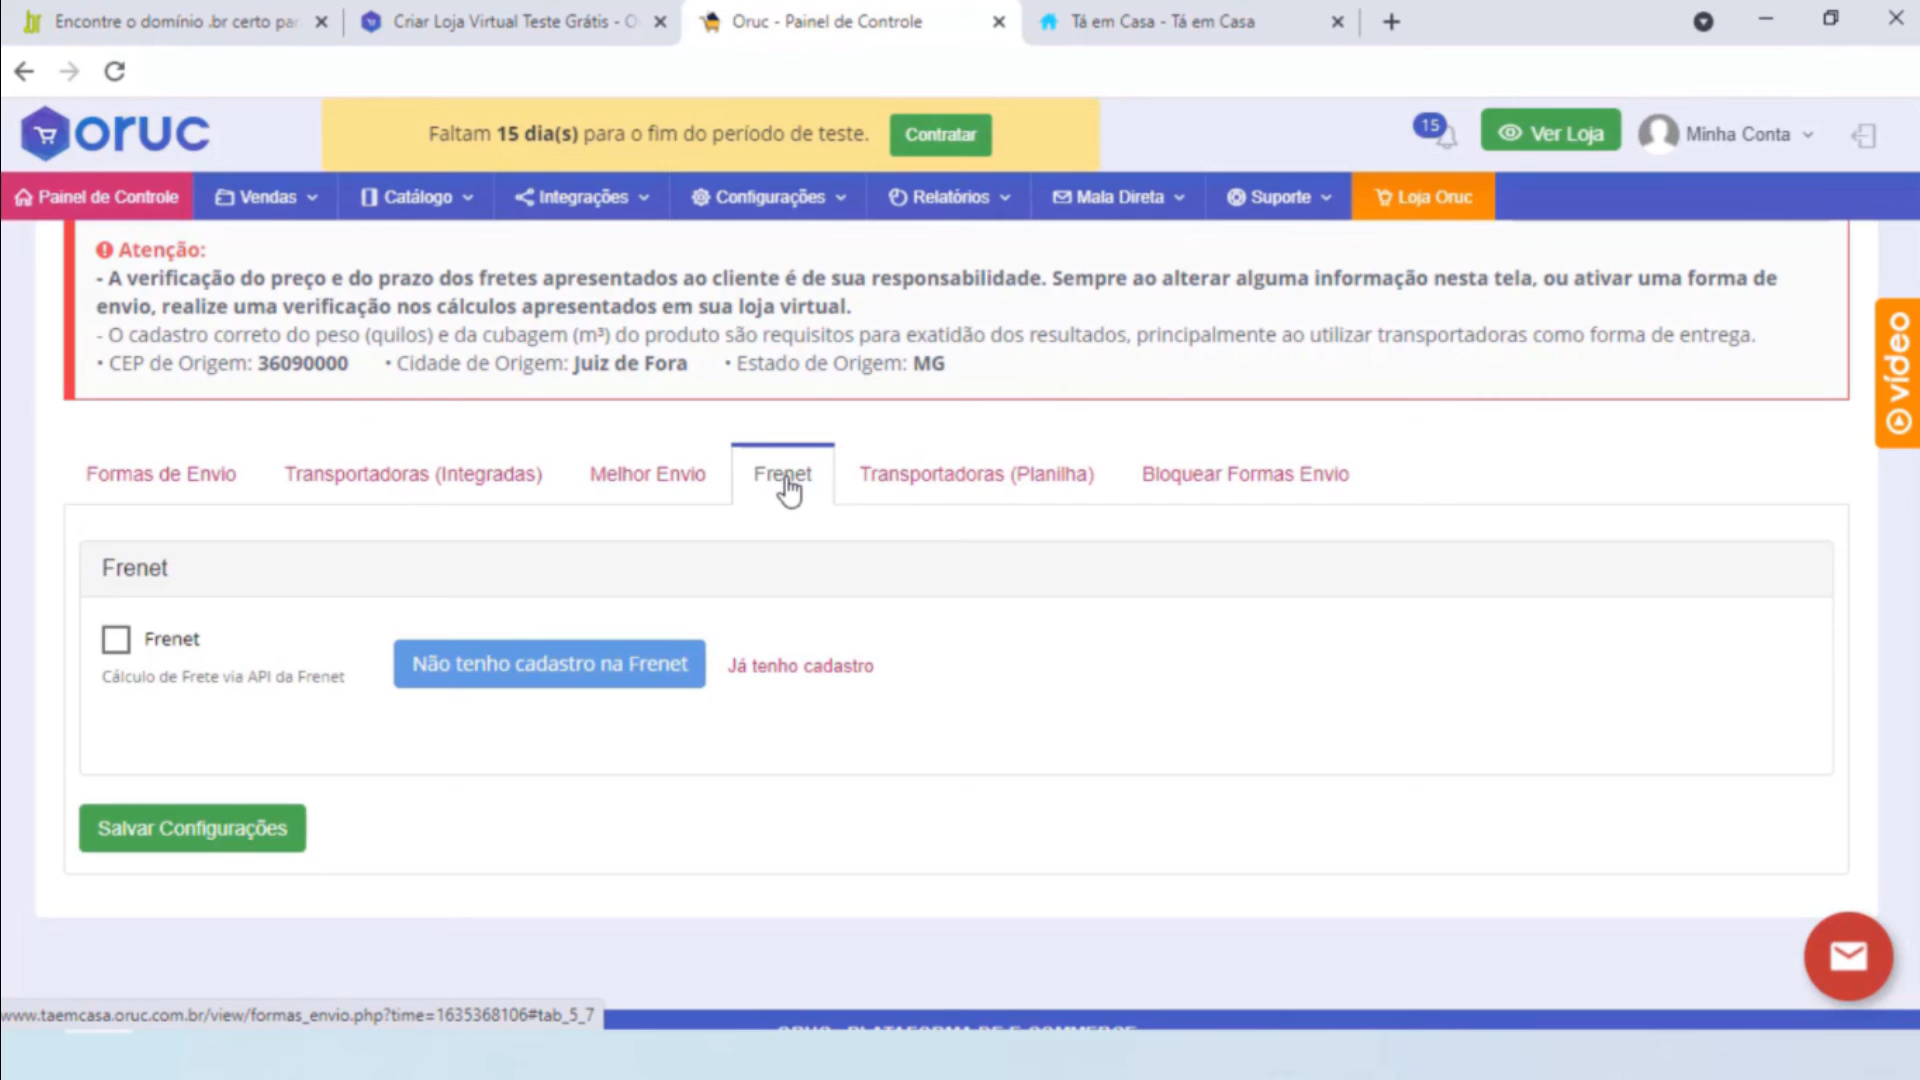 Encontre o domínio .br certo par
Criar Loja Virtual Teste Grátis - O
Oruc - Painel de Controle
Tá em Casa - Tá em Casa
oruc
Faltam 15 dia(s) para o fim do período de teste.
Contratar
15
Ver Loja
Minha Conta
Painel de Controle
Vendas
Catálogo
Integrações
Configurações
Relatórios
Mala Direta
Suporte
Loja Oruc
Atenção:
- A verificação do preço e do prazo dos fretes apresentados ao cliente é de sua responsabilidade. Sempre ao alterar alguma informação nesta tela, ou ativar uma forma de
envio, realize uma verificação nos cálculos apresentados em sua loja virtual.
- O cadastro correto do peso (quilos) e da cubagem (m³) do produto são requisitos para exatidão dos resultados, principalmente ao utilizar transportadoras como forma de entrega.
• CEP de Origem: 36090000 • Cidade de Origem: Juiz de Fora • Estado de Origem: MG
vídeo
Formas de Envio
Transportadoras (Integradas)
Melhor Envio
Frenet
Transportadoras (Planilha)
Bloquear Formas Envio
Frenet
Frenet
Cálculo de Frete via API da Frenet
Não tenho cadastro na Frenet
Já tenho cadastro
Salvar Configurações
www.taemcasa.oruc.com.br/view/formas_envio.php?time=1635368106#tab_5_7
ORUC - PLATAFORMA DE E-COMMERCE